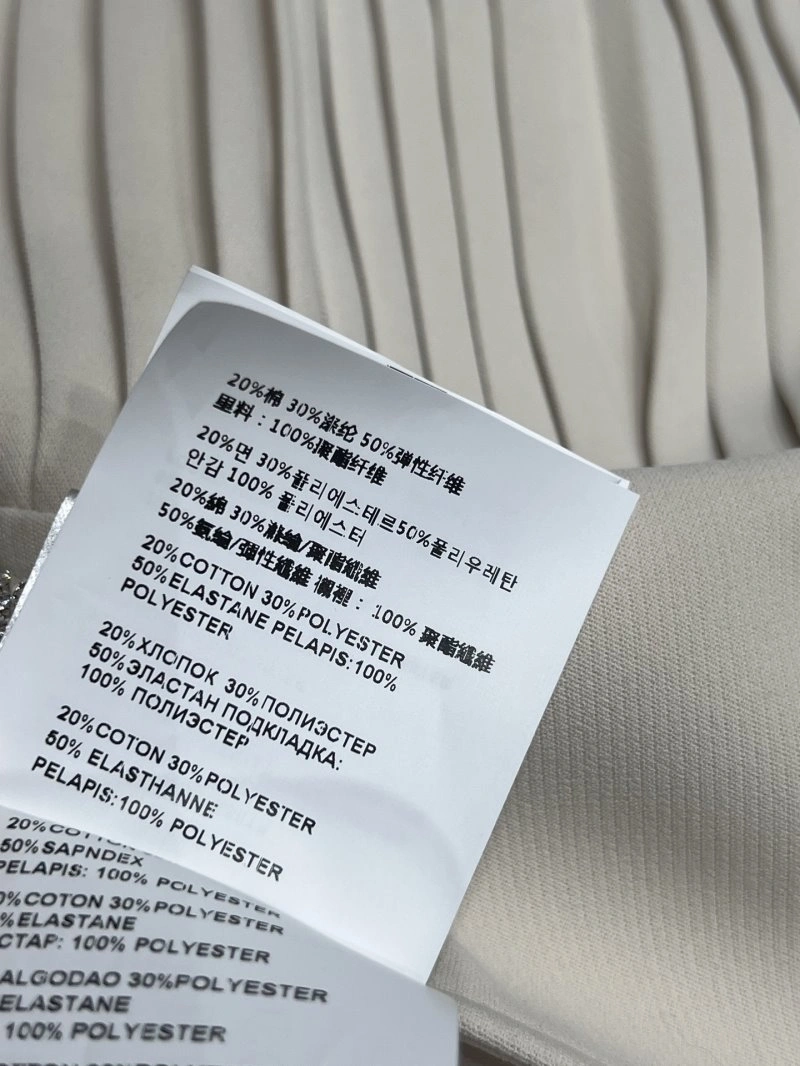 20%棉 30%涤纶 50%弹性纤维
里料：100%聚酯纤维
20%면 30%폴리에스테르50%폴리우레탄
안감 100% 폴리에스터
20%綿 30%滌綸/聚酯纖維
50%氨綸/彈性纖維 襯裡：100% 聚酯纖維
20%COTTON 30%POLYESTER
50%ELASTANE PELAPIS:100%
POLYESTER
20%ХЛОПОК 30%ПОЛИЭСТЕР
50%ЭЛАСТАН ПОДКЛАДКА:
100% ПОЛИЭСТЕР
20%COTON 30%POLYESTER
50% ELASTHANNE
PELAPIS:100% POLYESTER
50%SAPNDEX
PELAPIS: 100% POLYESTER
%COTON 30%POLYESTER
%ELASTANE
CTAP: 100% POLYESTER
ALGODAO 30%POLYESTER
ELASTANE
100% POLYESTER